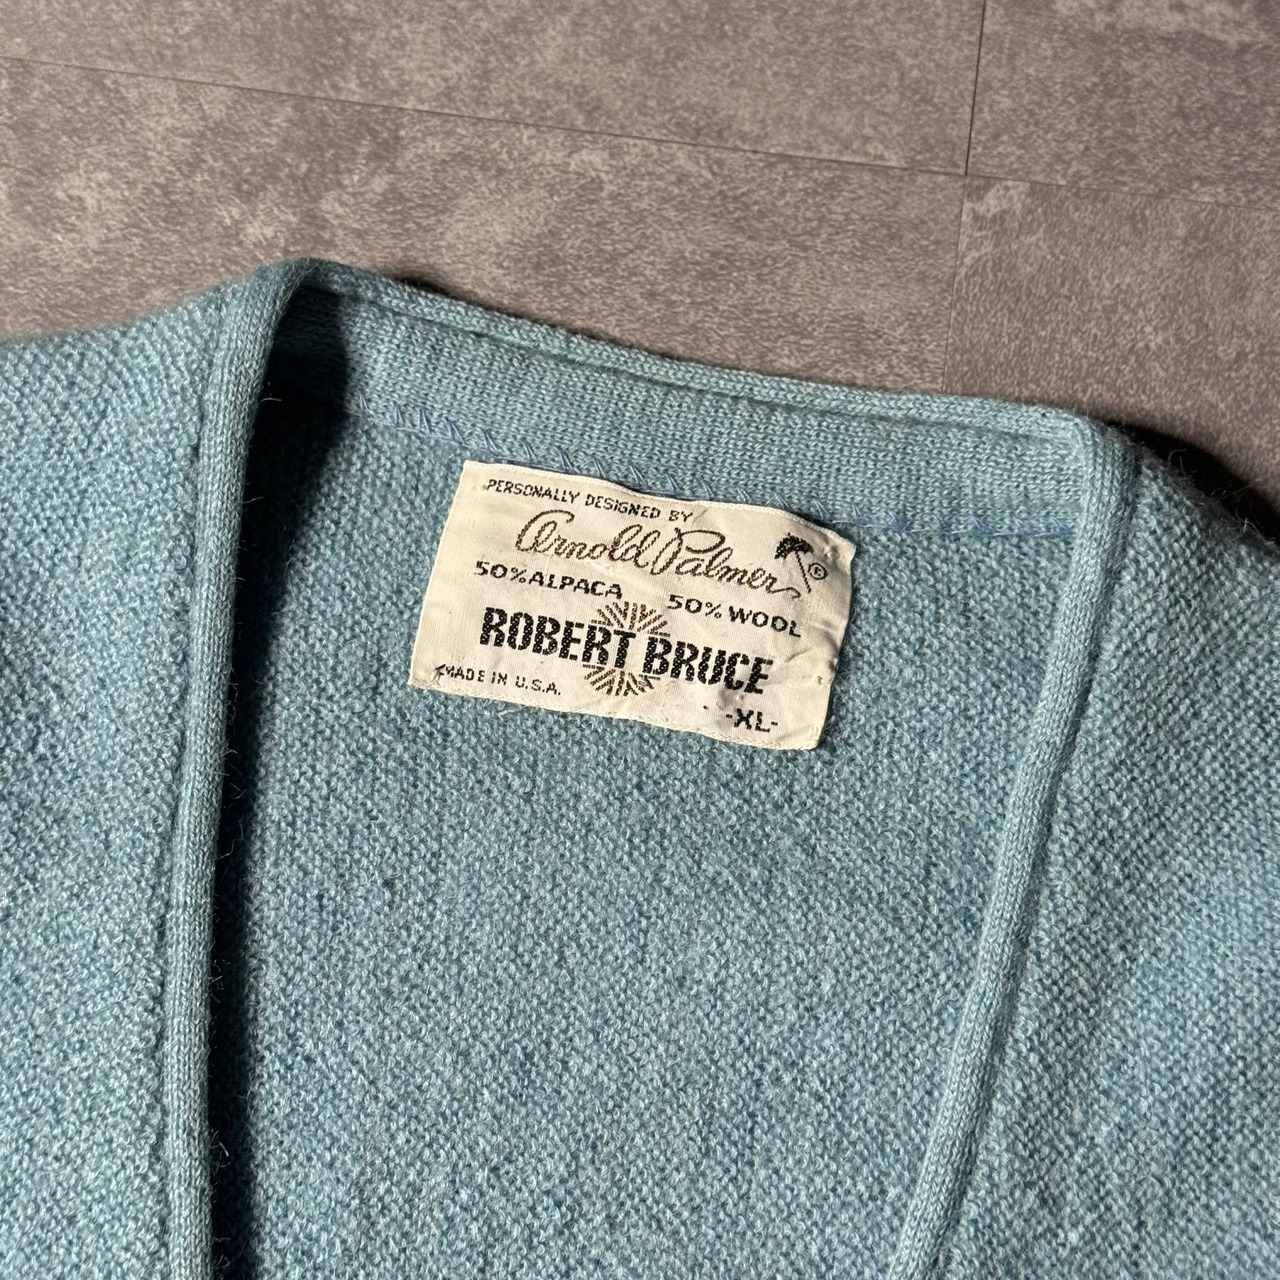 PERSONALLY DESIGNED BY
Arnold Palmer ®
50% ALPACA 50% WOOL
ROBERT BRUCE
MADE IN U.S.A.
-XL-